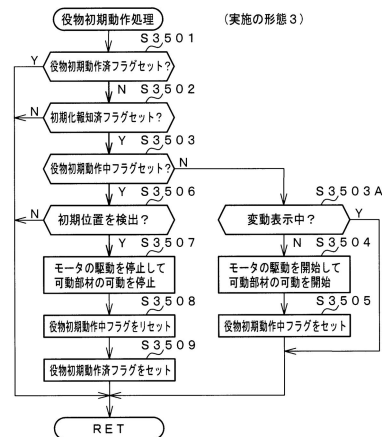 役物初期動作処理
(実施の形態3)
S3501
Y
役物初期動作済フラグセット?
N
S3502
N
初期化報知済フラグセット?
Y
S3503
役物初期動作中フラグセット?
N
Y
S3506
S3503A
N
初期位置を検出?
変動表示中?
Y
Y
S3507
N
S3504
モータの駆動を停止して
可動部材の可動を停止
モータの駆動を開始して
可動部材の可動を開始
S3508
S3505
役物初期動作中フラグをリセット
役物初期動作中フラグをセット
S3509
役物初期動作済フラグをセット
RET